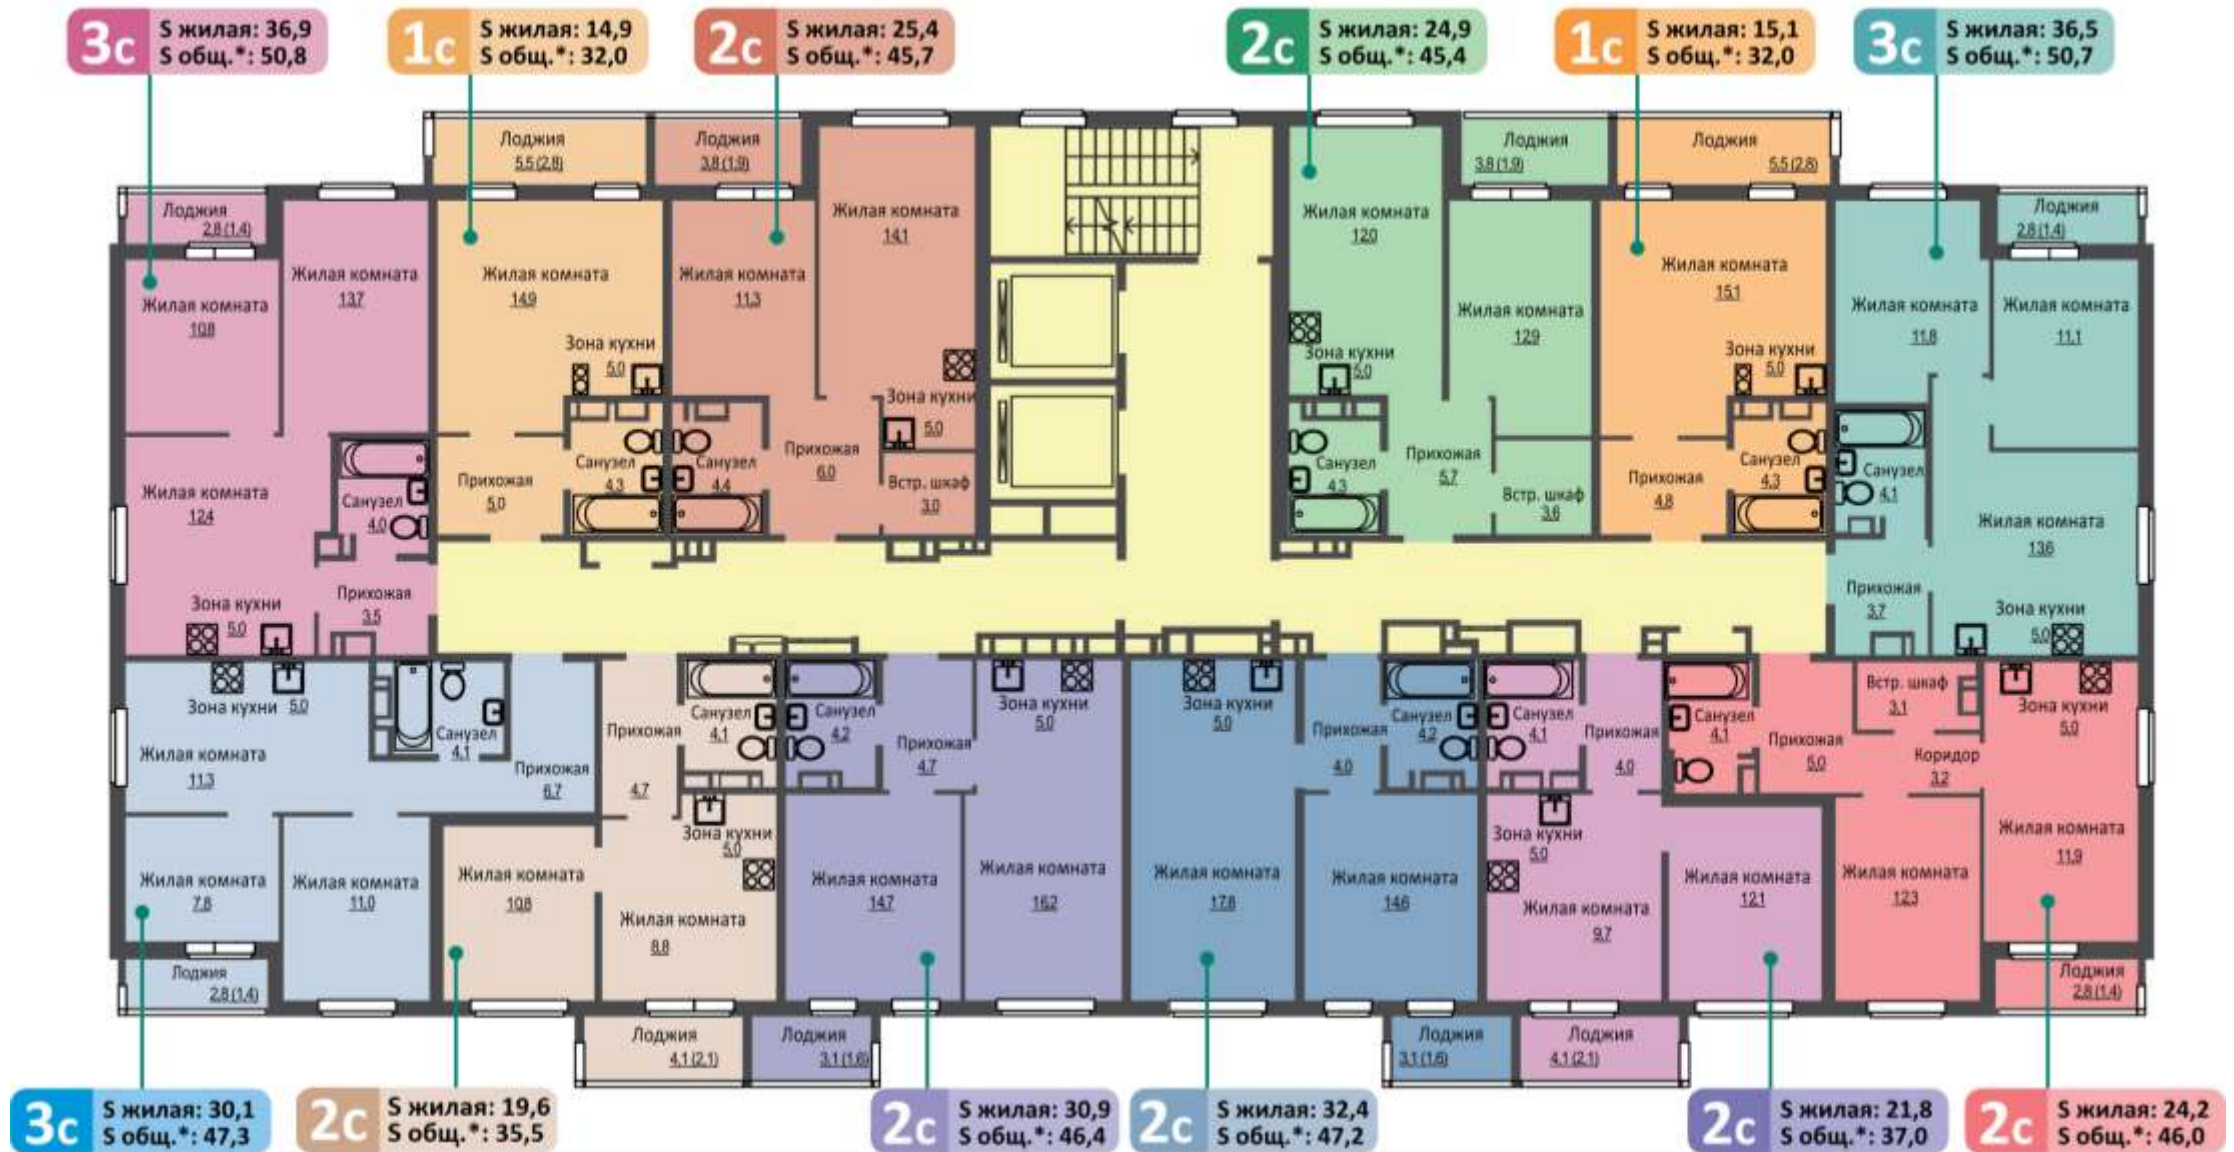 3с
S жилая: 36,9
S общ.*: 50,8
1с
S жилая: 14,9
S общ.*: 32,0
2с
S жилая: 25,4
S общ.*: 45,7
2с
S жилая: 24,9
S общ.*: 45,4
1с
S жилая: 15,1
S общ.*: 32,0
3с
S жилая: 36,5
S общ.*: 50,7
Лоджия
2,8 (1,4)
Жилая комната
10,8
Жилая комната
13,7
Жилая комната
12,4
Санузел
4,0
Прихожая
3,5
Зона кухни
5,0
Лоджия
5,5 (2,8)
Жилая комната
14,9
Зона кухни
5,0
Прихожая
5,0
Санузел
4,3
Лоджия
3,8 (1,9)
Жилая комната
11,3
Жилая комната
14,1
Зона кухни
5,0
Санузел
4,4
Прихожая
6,0
Встр. шкаф
3,0
Жилая комната
12,0
Зона кухни
5,0
Лоджия
3,8 (1,9)
Жилая комната
12,9
Санузел
4,3
Прихожая
5,7
Встр. шкаф
3,6
Лоджия
5,5 (2,8)
Жилая комната
15,1
Зона кухни
5,0
Прихожая
4,8
Санузел
4,3
Лоджия
2,8 (1,4)
Жилая комната
11,8
Жилая комната
11,1
Санузел
4,1
Жилая комната
13,6
Прихожая
3,7
Зона кухни
5,0
Зона кухни 5,0
Жилая комната
11,3
Санузел
4,1
Прихожая
6,7
Жилая комната
7,8
Жилая комната
11,0
Лоджия
2,8 (1,4)
Прихожая
4,7
Санузел
4,1
Зона кухни
5,0
Жилая комната
10,8
Жилая комната
8,8
Лоджия
4,1 (2,1)
Санузел
4,2
Прихожая
4,7
Зона кухни
5,0
Жилая комната
14,7
Жилая комната
16,2
Лоджия
3,1 (1,6)
Зона кухни
5,0
Прихожая
4,0
Санузел
4,2
Жилая комната
17,8
Жилая комната
14,6
Лоджия
3,1 (1,6)
Санузел
4,1
Прихожая
4,0
Зона кухни
5,0
Жилая комната
9,7
Жилая комната
12,1
Лоджия
4,1 (2,1)
Санузел
4,1
Прихожая
5,0
Встр. шкаф
3,1
Коридор
3,2
Зона кухни
5,0
Жилая комната
12,3
Жилая комната
11,9
Лоджия
2,8 (1,4)
3с
S жилая: 30,1
S общ.*: 47,3
2с
S жилая: 19,6
S общ.*: 35,5
2с
S жилая: 30,9
S общ.*: 46,4
2с
S жилая: 32,4
S общ.*: 47,2
2с
S жилая: 21,8
S общ.*: 37,0
2с
S жилая: 24,2
S общ.*: 46,0